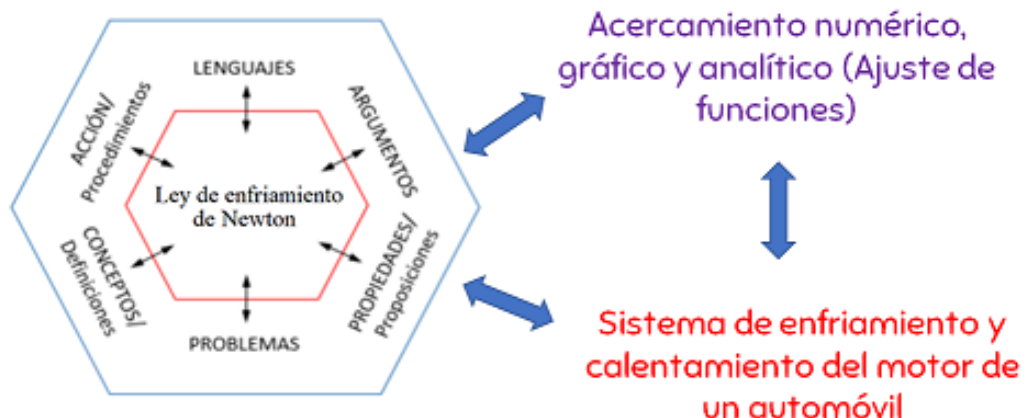 LENGUAJES
ACCIÓN/
Procedimientos
ARGUMENTOS
Ley de enfriamiento
de Newton
CONCEPTOS/
Definiciones
PROPIEDADES/
Proposiciones
PROBLEMAS
Acercamiento numérico,
gráfico y analítico (Ajuste de
funciones)
Sistema de enfriamiento y
calentamiento del motor de
un automóvil